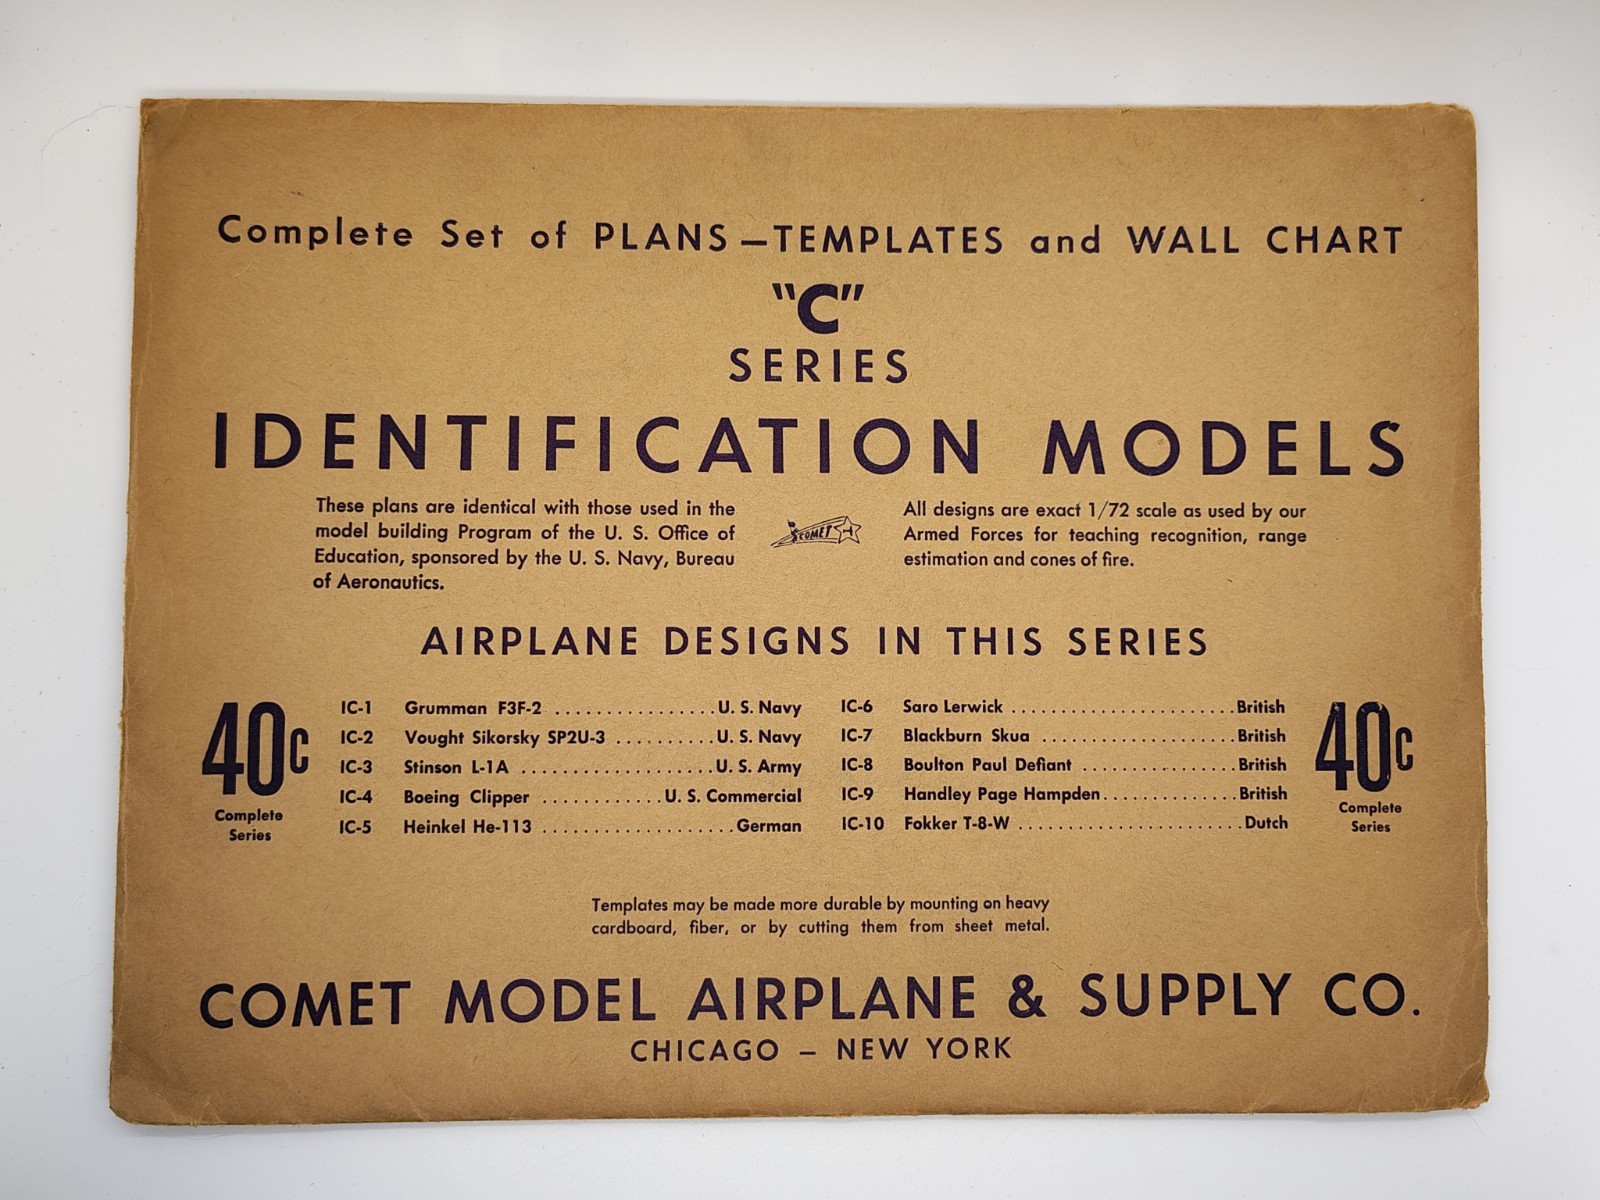 Complete Set of PLANS—TEMPLATES and WALL CHART
"C"
SERIES
IDENTIFICATION MODELS
These plans are identical with those used in the
model building Program of the U. S. Office of
Education, sponsored by the U. S. Navy, Bureau
of Aeronautics.
COMET
All designs are exact 1/72 scale as used by our
Armed Forces for teaching recognition, range
estimation and cones of fire.
AIRPLANE DESIGNS IN THIS SERIES
40c
Complete
Series
IC-1 Grumman F3F-2 ................U. S. Navy
IC-2 Vought Sikorsky SP2U-3 ..........U. S. Navy
IC-3 Stinson L-1A ...................U. S. Army
IC-4 Boeing Clipper ............U. S. Commercial
IC-5 Heinkel He-113 ...................German
IC-6 Saro Lerwick ......................British
IC-7 Blackburn Skua ...................British
IC-8 Boulton Paul Defiant ...............British
IC-9 Handley Page Hampden.............British
IC-10 Fokker T-8-W ......................Dutch
40c
Complete
Series
Templates may be made more durable by mounting on heavy
cardboard, fiber, or by cutting them from sheet metal.
COMET MODEL AIRPLANE & SUPPLY CO.
CHICAGO – NEW YORK